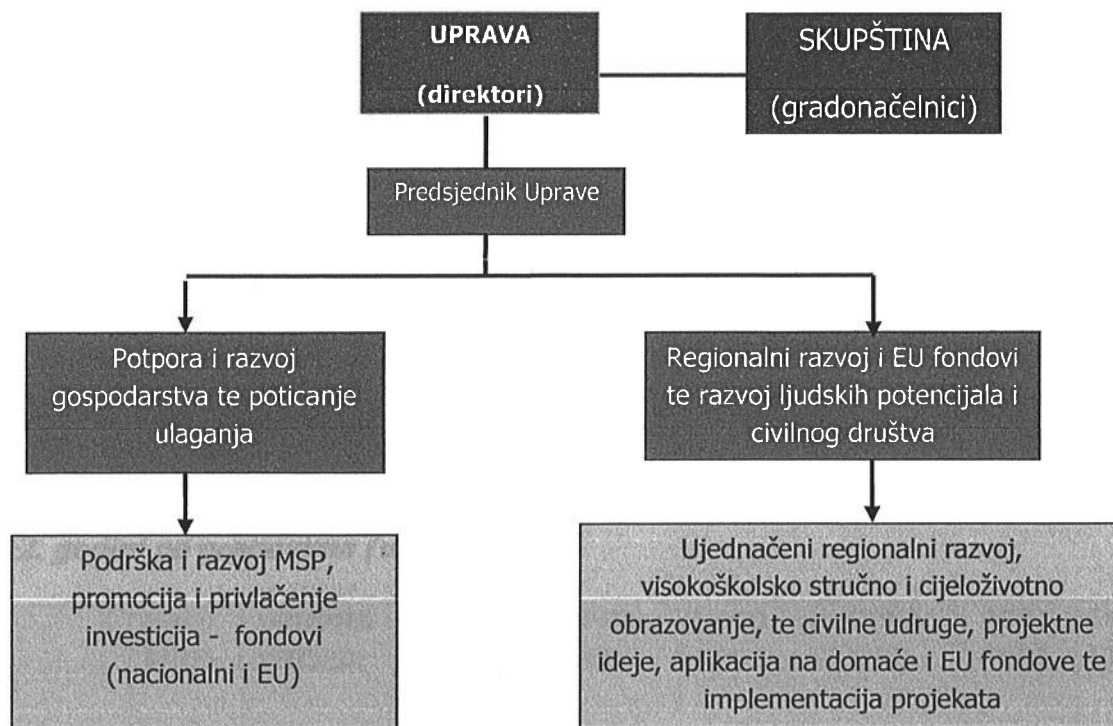 UPRAVA
(direktori)
SKUPŠTINA
(gradonačelnici)
Predsjednik Uprave
Potpora i razvoj
gospodarstva te poticanje
ulaganja
Regionalni razvoj i EU fondovi
te razvoj ljudskih potencijala i
civilnog društva
Podrška i razvoj MSP,
promocija i privlačenje
investicija - fondovi
(nacionalni i EU)
Ujednačeni regionalni razvoj,
visokoškolsko stručno i cijeloživotno
obrazovanje, te civilne udruge, projektne
ideje, aplikacija na domaće i EU fondove te
implementacija projekata